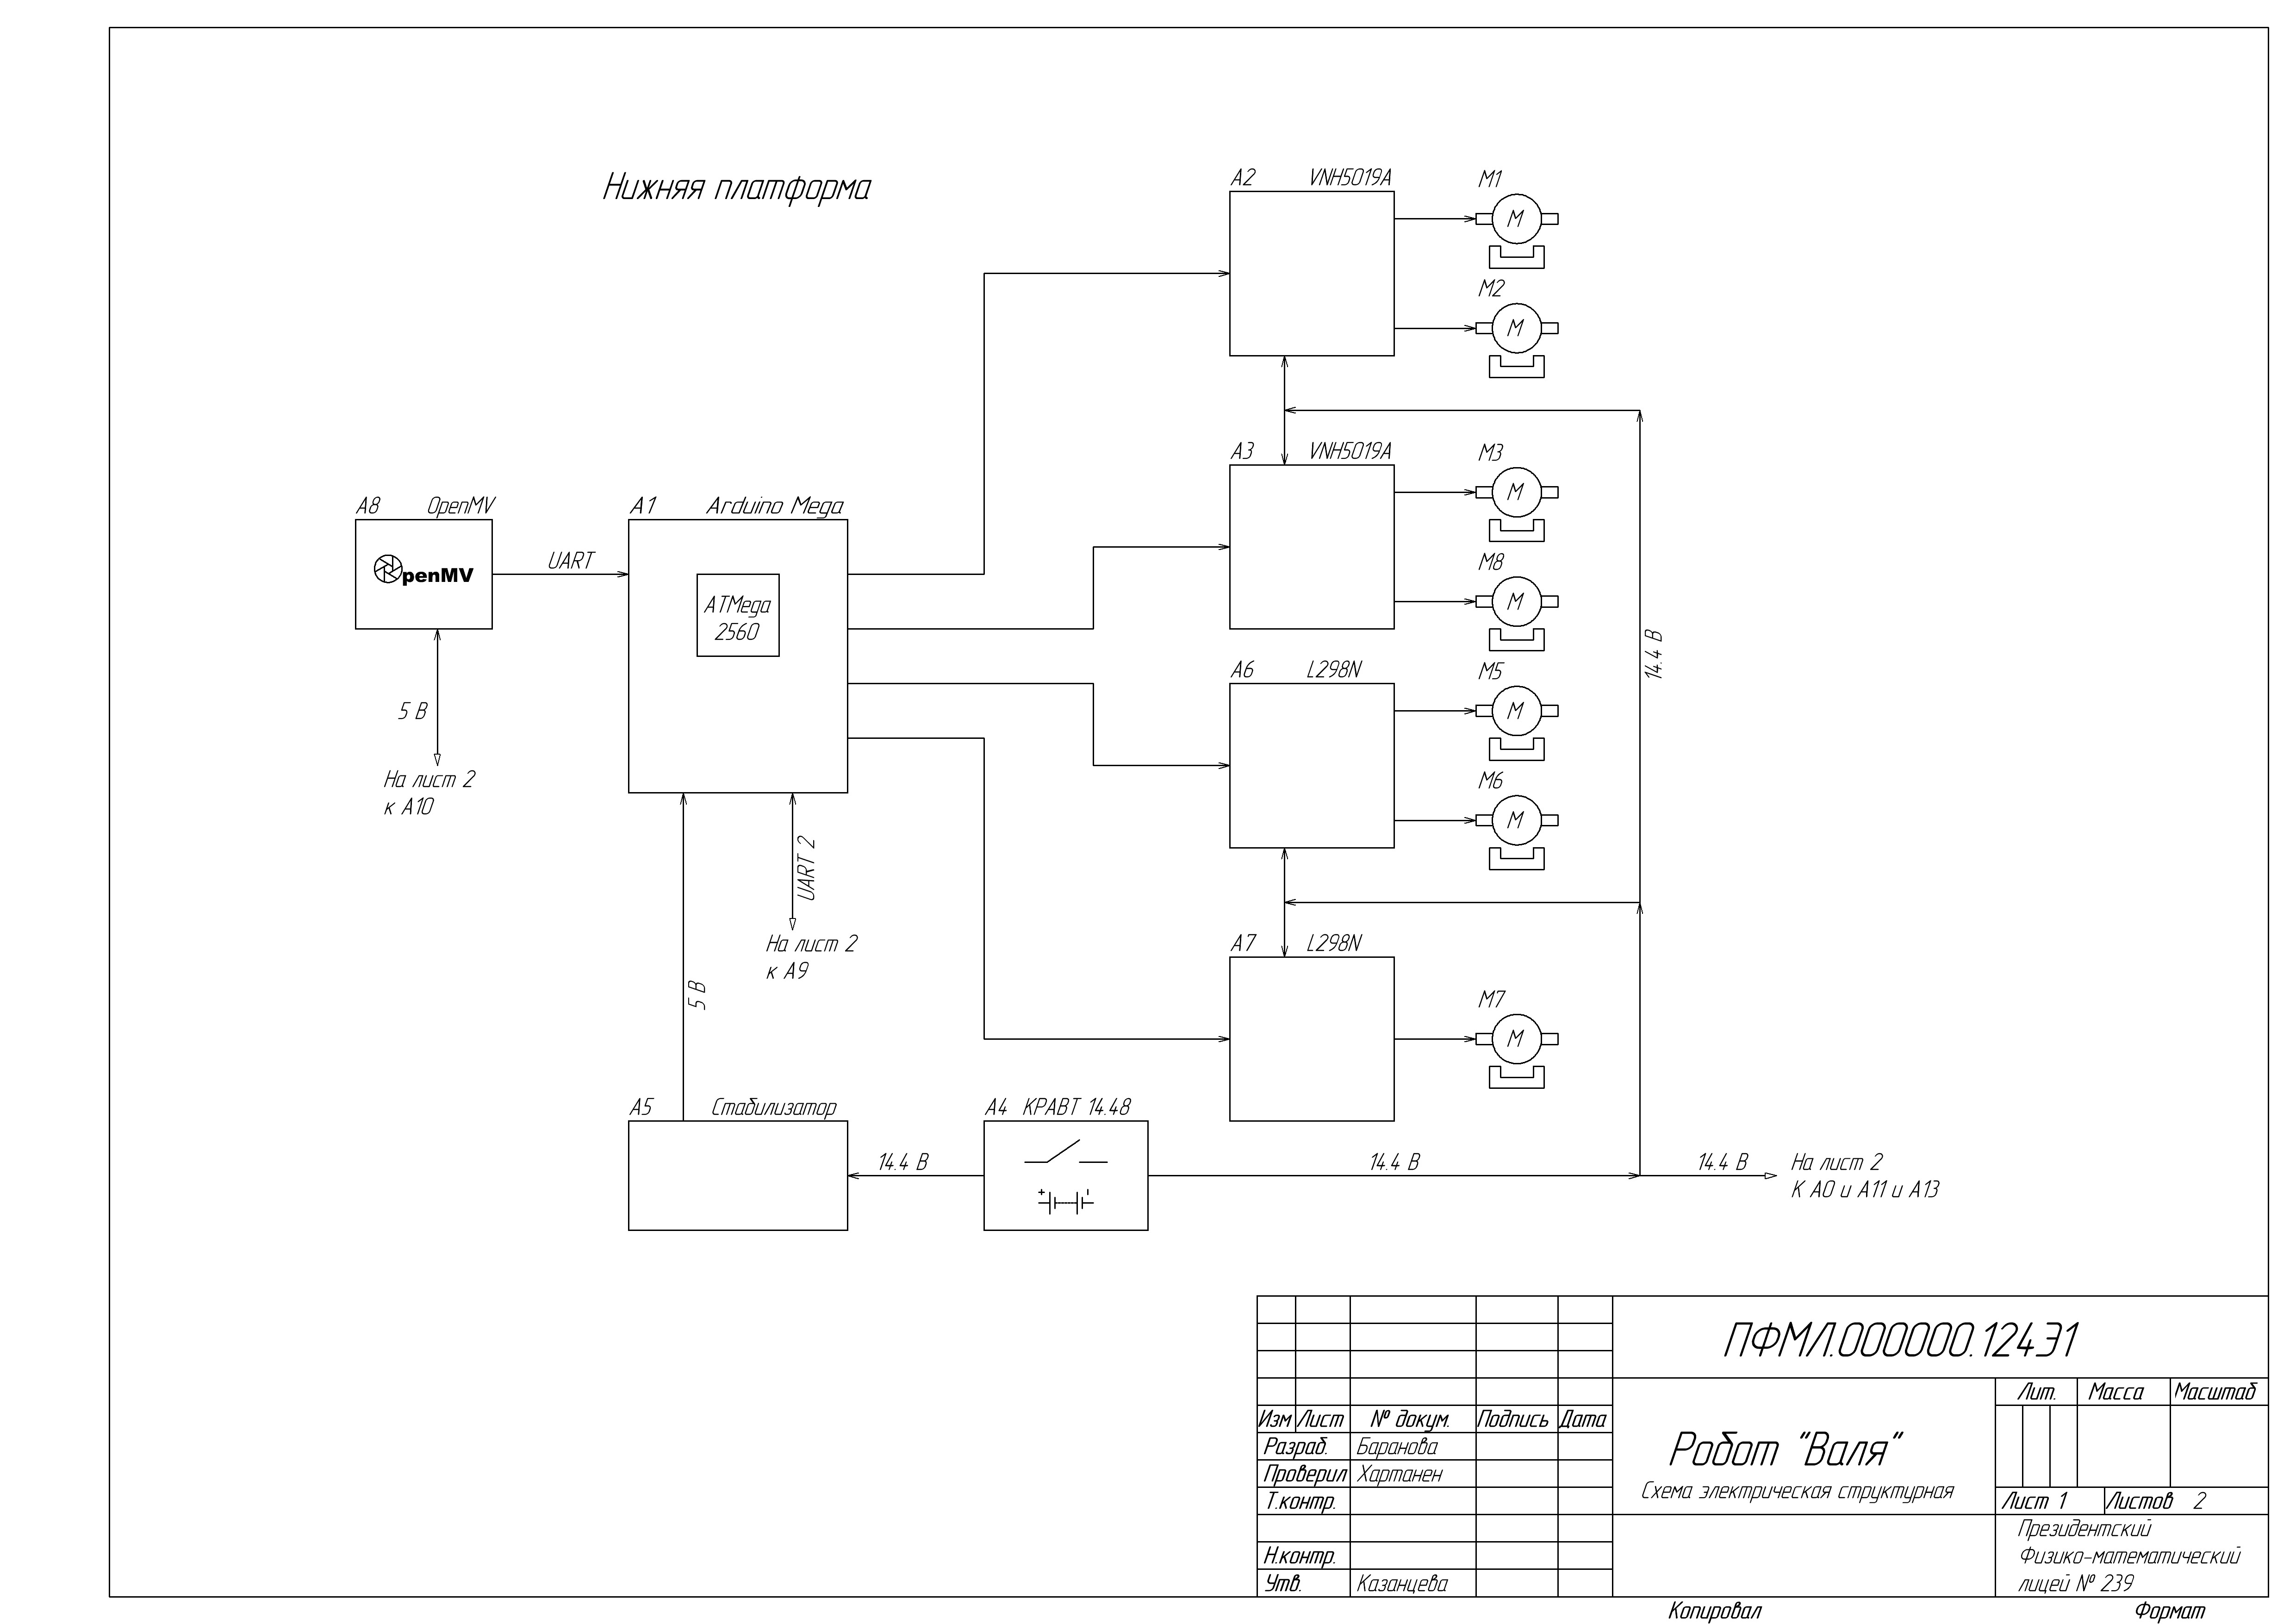 Нижняя платформа
A2 VNH5019A
M1
M
M2
M
A3 VNH5019A
M3
M
M8
M
A8 OpenMV
penMV
UART
A1 Arduino Mega
ATMega
2560
5 В
На лист 2
к А10
UART 2
На лист 2
к А9
5 В
A6 L298N
M5
M
M6
M
14.4 В
A7 L298N
M7
M
A5 Стабилизатор
A4 КРАВТ 14.48
+ -
14.4 В
14.4 В
14.4 В
На лист 2
К А0 и А11 и А13
ПФМЛ.000000.124Э1
Лит. Масса Масштаб
Изм Лист № докум. Подпись Дата
Разраб. Баранова
Проверил Хартанен
Т.контр.
Н.контр.
Утв. Казанцева
Робот "Валя"
Схема электрическая структурная
Лист 1 Листов 2
Президентский
Физико-математический
лицей № 239
Копировал Формат